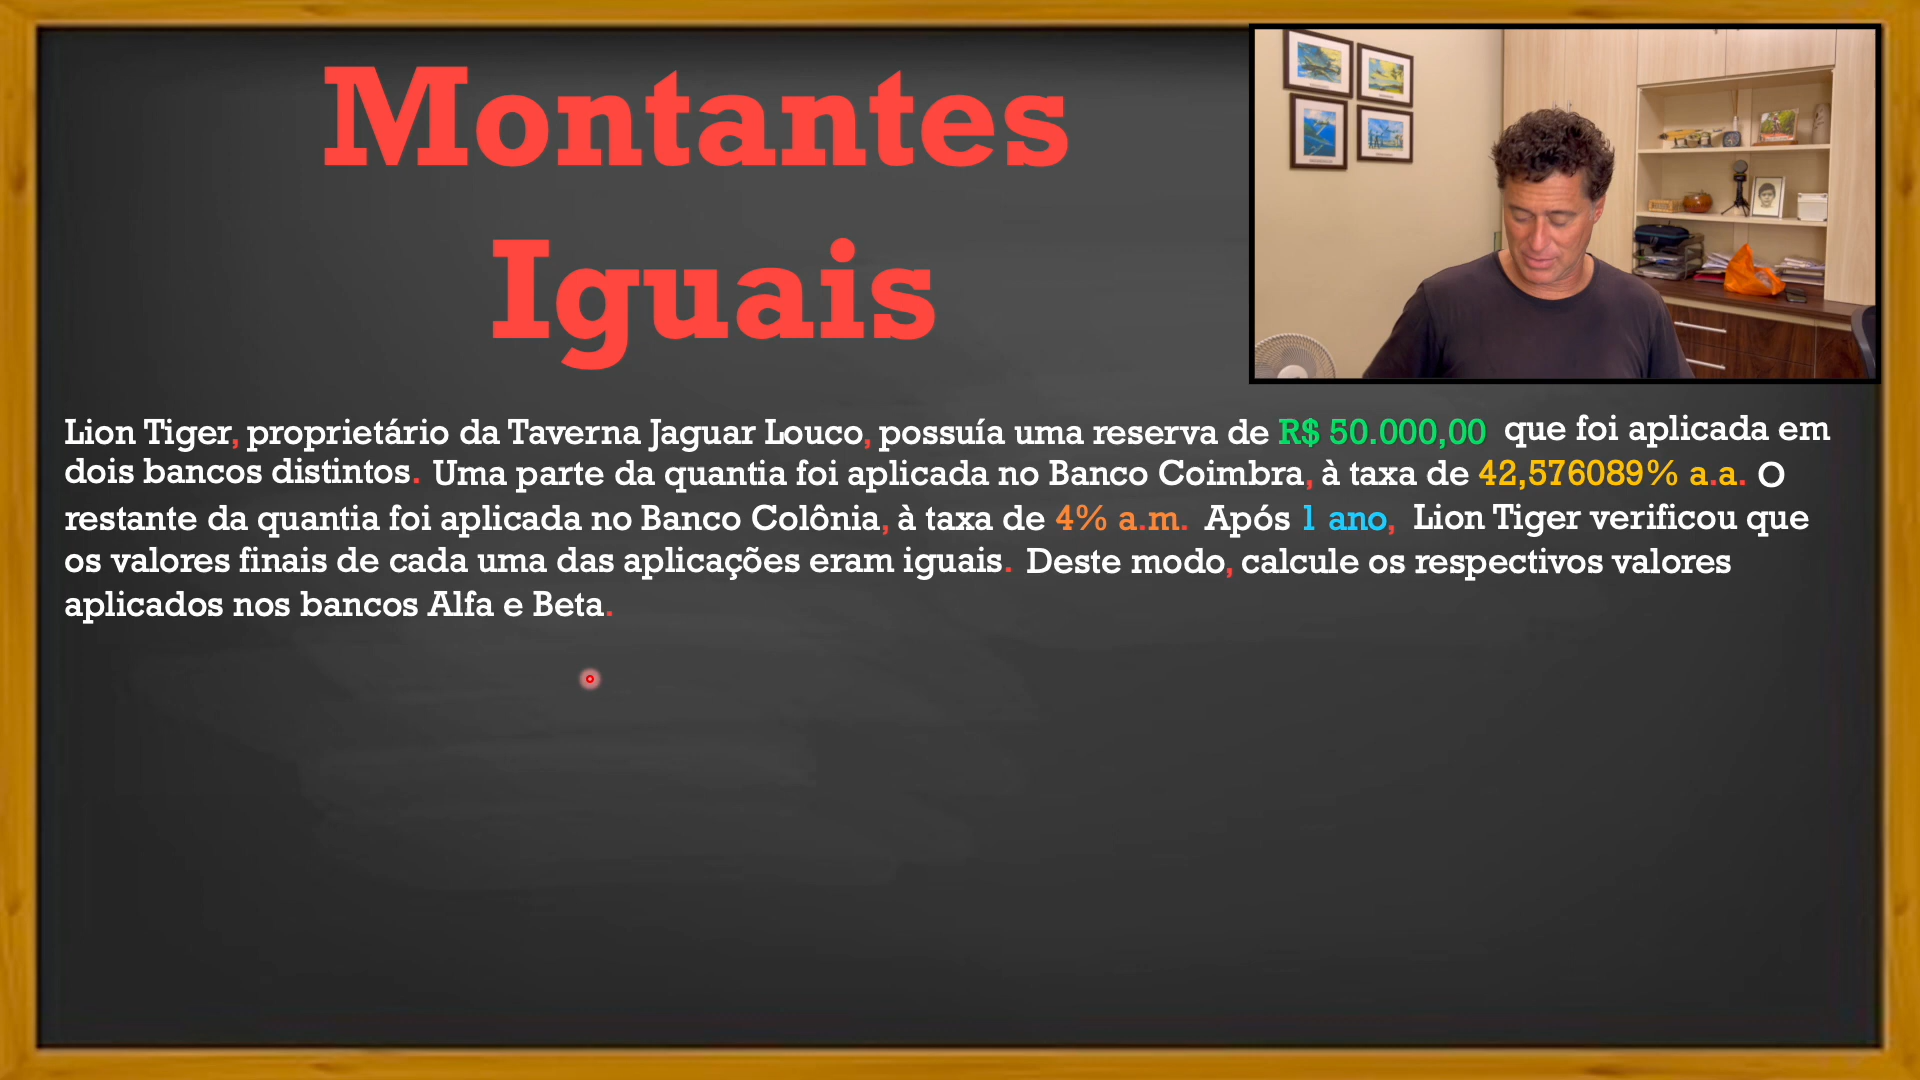 Montantes
Iguais
Lion Tiger, proprietário da Taverna Jaguar Louco, possuía uma reserva de R$ 50.000,00 que foi aplicada em
dois bancos distintos. Uma parte da quantia foi aplicada no Banco Coimbra, à taxa de 42,576089% a.a. O
restante da quantia foi aplicada no Banco Colônia, à taxa de 4% a.m. Após 1 ano, Lion Tiger verificou que
os valores finais de cada uma das aplicações eram iguais. Deste modo, calcule os respectivos valores
aplicados nos bancos Alfa e Beta.